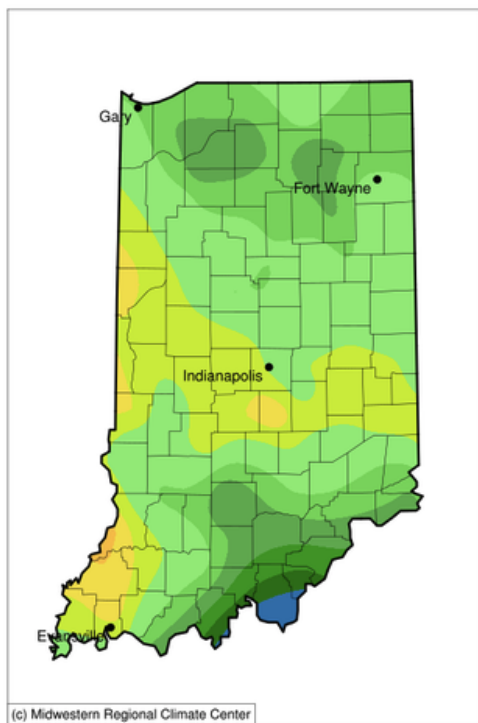 Gary
Fort Wayne
Indianapolis
Evansville
(c) Midwestern Regional Climate Center